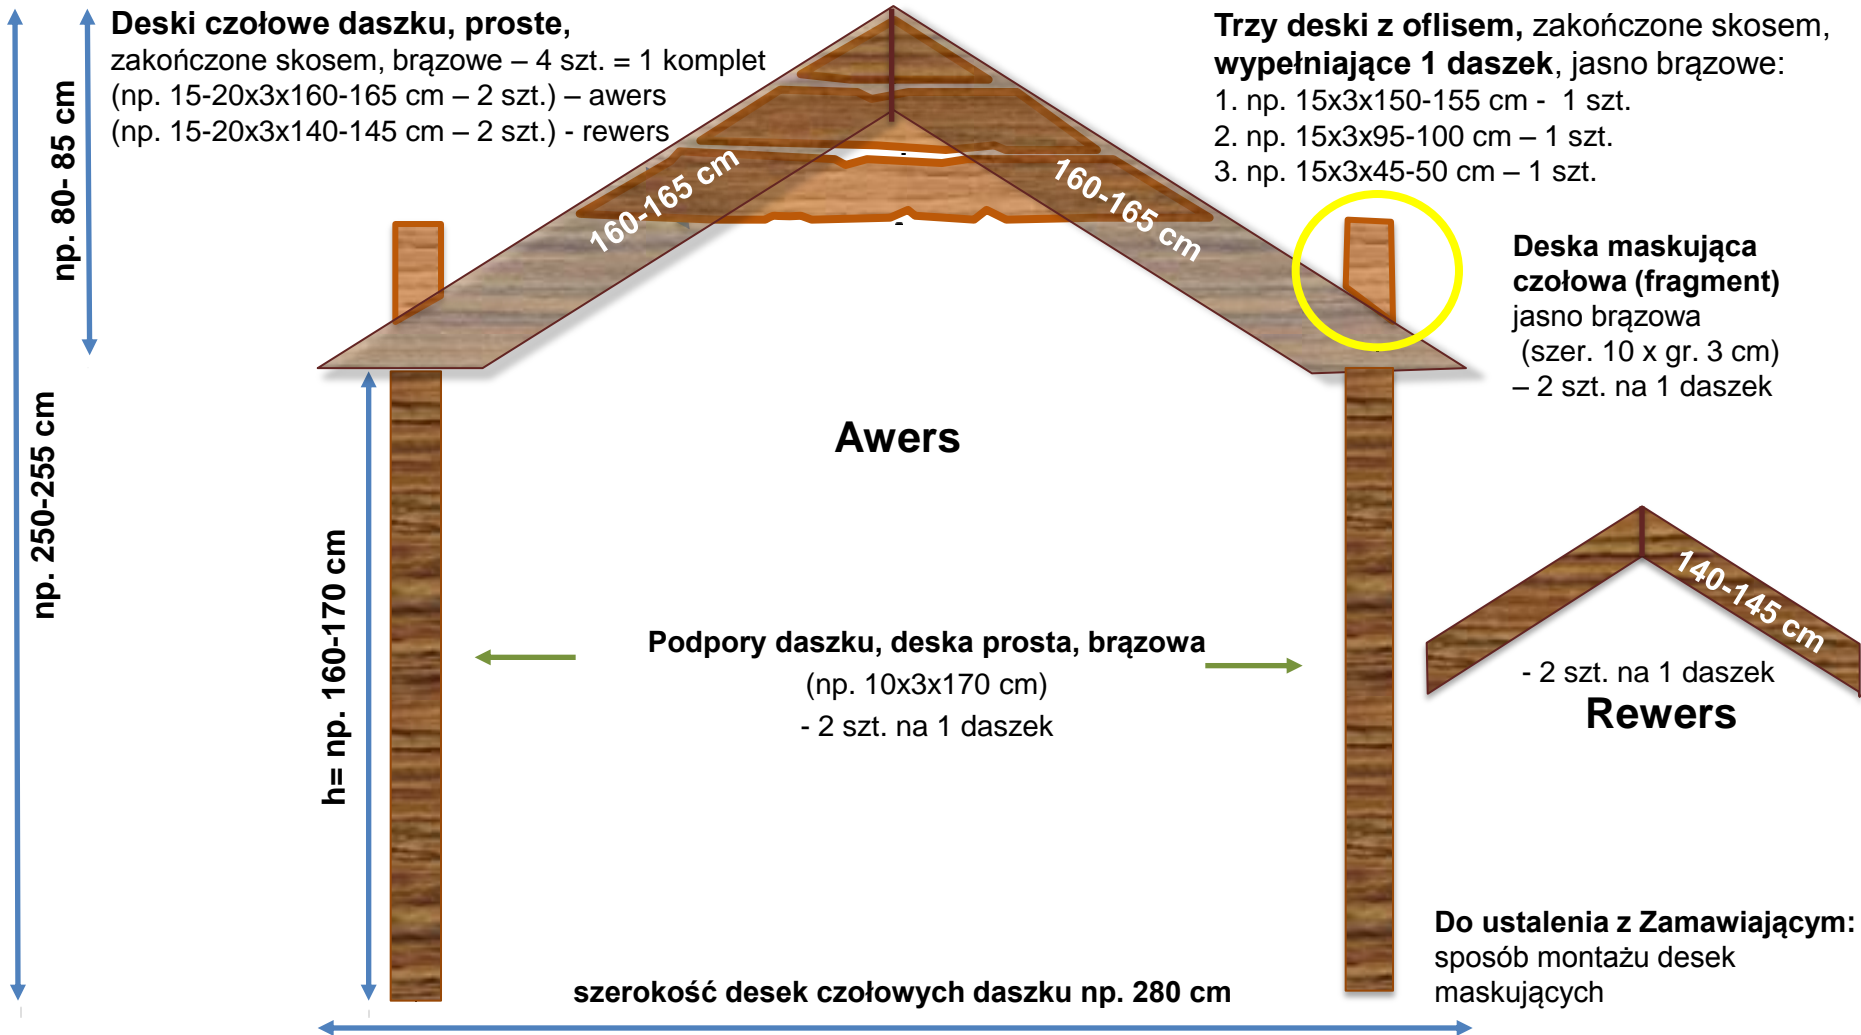 Deski czołowe daszku, proste,
zakończone skosem, brązowe – 4 szt. = 1 komplet
(np. 15-20x3x160-165 cm – 2 szt.) – awers
(np. 15-20x3x140-145 cm – 2 szt.) - rewers
Trzy deski z oflisem, zakończone skosem,
wypełniające 1 daszek, jasno brązowe:
1. np. 15x3x150-155 cm - 1 szt.
2. np. 15x3x95-100 cm – 1 szt.
3. np. 15x3x45-50 cm – 1 szt.
np. 80- 85 cm
160-165 cm
160-165 cm
Deska maskująca
czołowa (fragment)
jasno brązowa
(szer. 10 x gr. 3 cm)
– 2 szt. na 1 daszek
np. 250-255 cm
Awers
h= np. 160-170 cm
Podpory daszku, deska prosta, brązowa
(np. 10x3x170 cm)
- 2 szt. na 1 daszek
140-145 cm
- 2 szt. na 1 daszek
Rewers
Do ustalenia z Zamawiającym:
sposób montażu desek
maskujących
szerokość desek czołowych daszku np. 280 cm